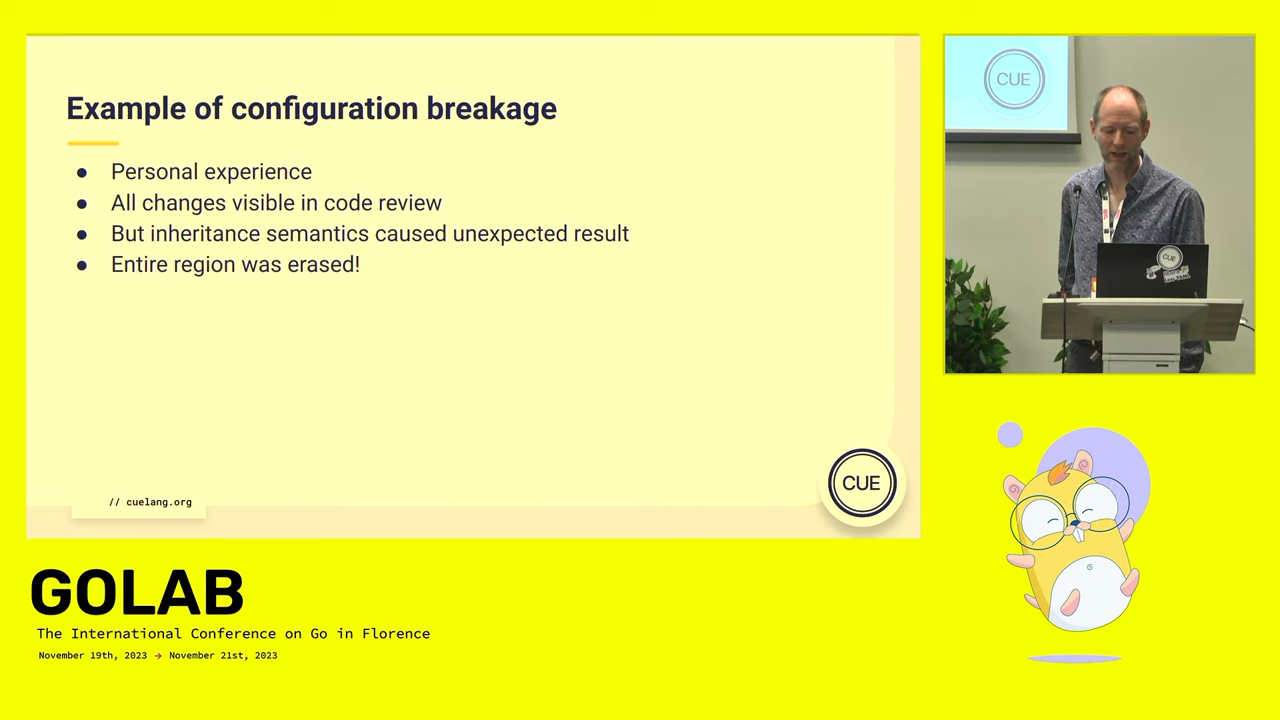 Example of configuration breakage
● Personal experience
● All changes visible in code review
● But inheritance semantics caused unexpected result
● Entire region was erased!
// cuelang.org
CUE
CUE
CUE
GOLAB
The International Conference on Go in Florence
November 19th, 2023 → November 21st, 2023